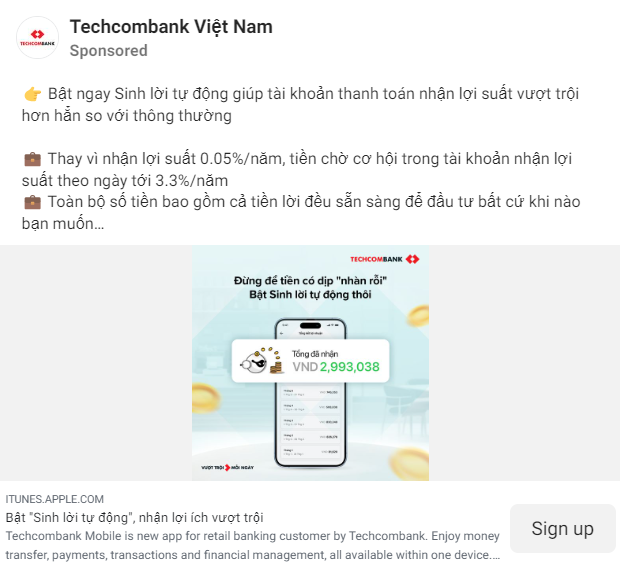 Techcombank Việt Nam
TECHCOMBANK
Sponsored
👉 Bật ngay Sinh lời tự động giúp tài khoản thanh toán nhận lợi suất vượt trội
hơn hẳn so với thông thường
💼 Thay vì nhận lợi suất 0.05%/năm, tiền chờ cơ hội trong tài khoản nhận lợi
suất theo ngày tới 3.3%/năm
💼 Toàn bộ số tiền bao gồm cả tiền lời đều sẵn sàng để đầu tư bất cứ khi nào
bạn muốn...
TECHCOMBANK
Đừng để tiền có dịp "nhàn rỗi"
Bật Sinh lời tự động thôi
Tổng đã nhận
VND 2,993,038
VƯỢT TRỘI MỖI NGÀY
ITUNES.APPLE.COM
Bật "Sinh lời tự động", nhận lợi ích vượt trội
Techcombank Mobile is new app for retail banking customer by Techcombank. Enjoy money
transfer, payments, transactions and financial management, all available within one device....
Sign up